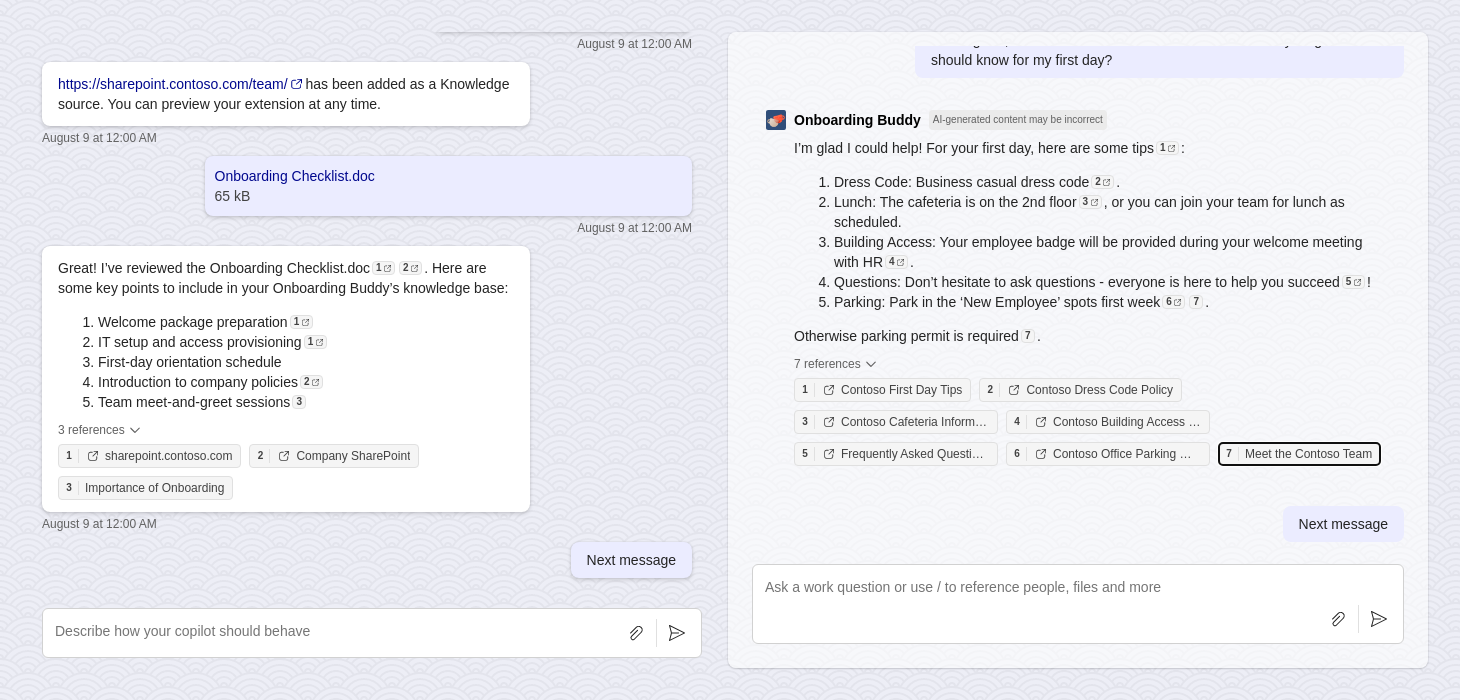 August 9 at 12:00 AM
https://sharepoint.contoso.com/team/ has been added as a Knowledge
source. You can preview your extension at any time.
August 9 at 12:00 AM
Onboarding Checklist.doc
65 kB
August 9 at 12:00 AM
Great! I’ve reviewed the Onboarding Checklist.doc 1 2 . Here are
some key points to include in your Onboarding Buddy’s knowledge base:
1. Welcome package preparation 1
2. IT setup and access provisioning 1
3. First-day orientation schedule
4. Introduction to company policies 2
5. Team meet-and-greet sessions 3
3 references
1 sharepoint.contoso.com
2 Company SharePoint
3 Importance of Onboarding
August 9 at 12:00 AM
Next message
Describe how your copilot should behave
should know for my first day?
Onboarding Buddy AI-generated content may be incorrect
I’m glad I could help! For your first day, here are some tips 1 :
1. Dress Code: Business casual dress code 2 .
2. Lunch: The cafeteria is on the 2nd floor 3 , or you can join your team for lunch as
scheduled.
3. Building Access: Your employee badge will be provided during your welcome meeting
with HR 4 .
4. Questions: Don’t hesitate to ask questions - everyone is here to help you succeed 5 !
5. Parking: Park in the ‘New Employee’ spots first week 6 7 .
Otherwise parking permit is required 7 .
7 references
1 Contoso First Day Tips
2 Contoso Dress Code Policy
3 Contoso Cafeteria Inform…
4 Contoso Building Access …
5 Frequently Asked Questi…
6 Contoso Office Parking …
7 Meet the Contoso Team
Next message
Ask a work question or use / to reference people, files and more